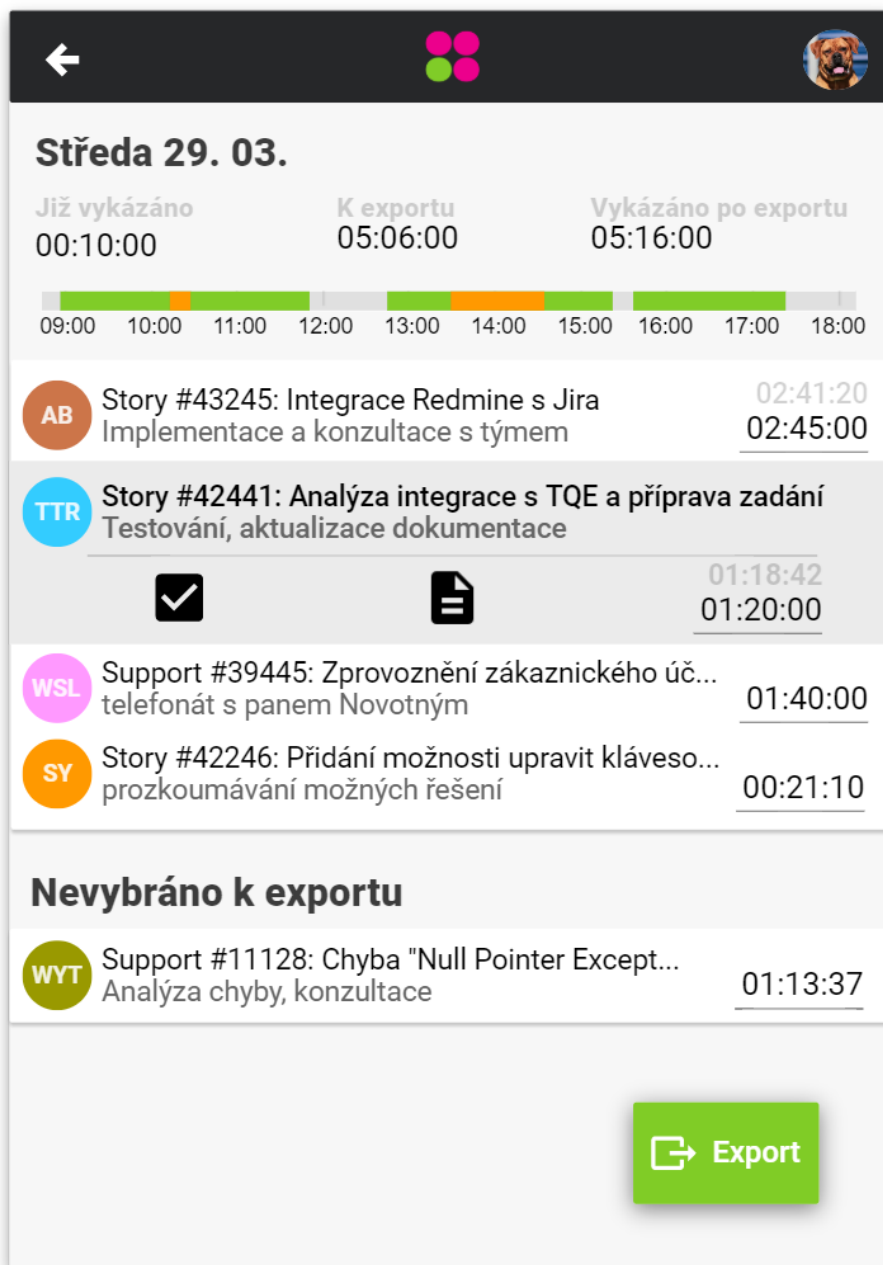 Středa 29. 03.
Již vykázáno K exportu Vykázáno po exportu
00:10:00 05:06:00 05:16:00
09:00 10:00 11:00 12:00 13:00 14:00 15:00 16:00 17:00 18:00
AB Story #43245: Integrace Redmine s Jira 02:41:20
Implementace a konzultace s týmem 02:45:00
TTR Story #42441: Analýza integrace s TQE a příprava zadání
Testování, aktualizace dokumentace
01:18:42
01:20:00
WSL Support #39445: Zprovoznění zákaznického úč...
telefonát s panem Novotným 01:40:00
SY Story #42246: Přidání možnosti upravit kláveso...
prozkoumávání možných řešení 00:21:10
Nevybráno k exportu
WYT Support #11128: Chyba "Null Pointer Except...
Analýza chyby, konzultace 01:13:37
Export